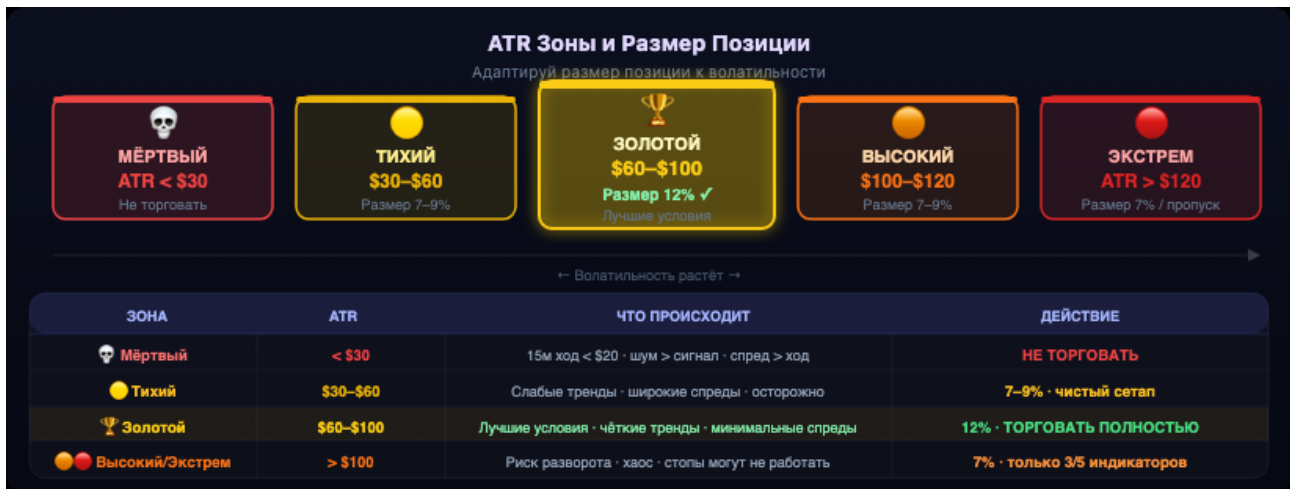 ATR Зоны и Размер Позиции
Адаптируй размер позиции к волатильности
МЁРТВЫЙ
ATR < $30
Не торговать
ТИХИЙ
$30–$60
Размер 7–9%
ЗОЛОТОЙ
$60–$100
Размер 12% ✓
Лучшие условия
ВЫСОКИЙ
$100–$120
Размер 7–9%
ЭКСТРЕМ
ATR > $120
Размер 7% / пропуск
← Волатильность растёт →
ЗОНА ATR ЧТО ПРОИСХОДИТ ДЕЙСТВИЕ
Мёртвый < $30 15м ход < $20 · шум > сигнал · спред > ход НЕ ТОРГОВАТЬ
Тихий $30–$60 Слабые тренды · широкие спреды · осторожно 7–9% · чистый сетап
Золотой $60–$100 Лучшие условия · чёткие тренды · минимальные спреды 12% · ТОРГОВАТЬ ПОЛНОСТЬЮ
Высокий/Экстрем > $100 Риск разворота · хаос · стопы могут не работать 7% · только 3/5 индикаторов